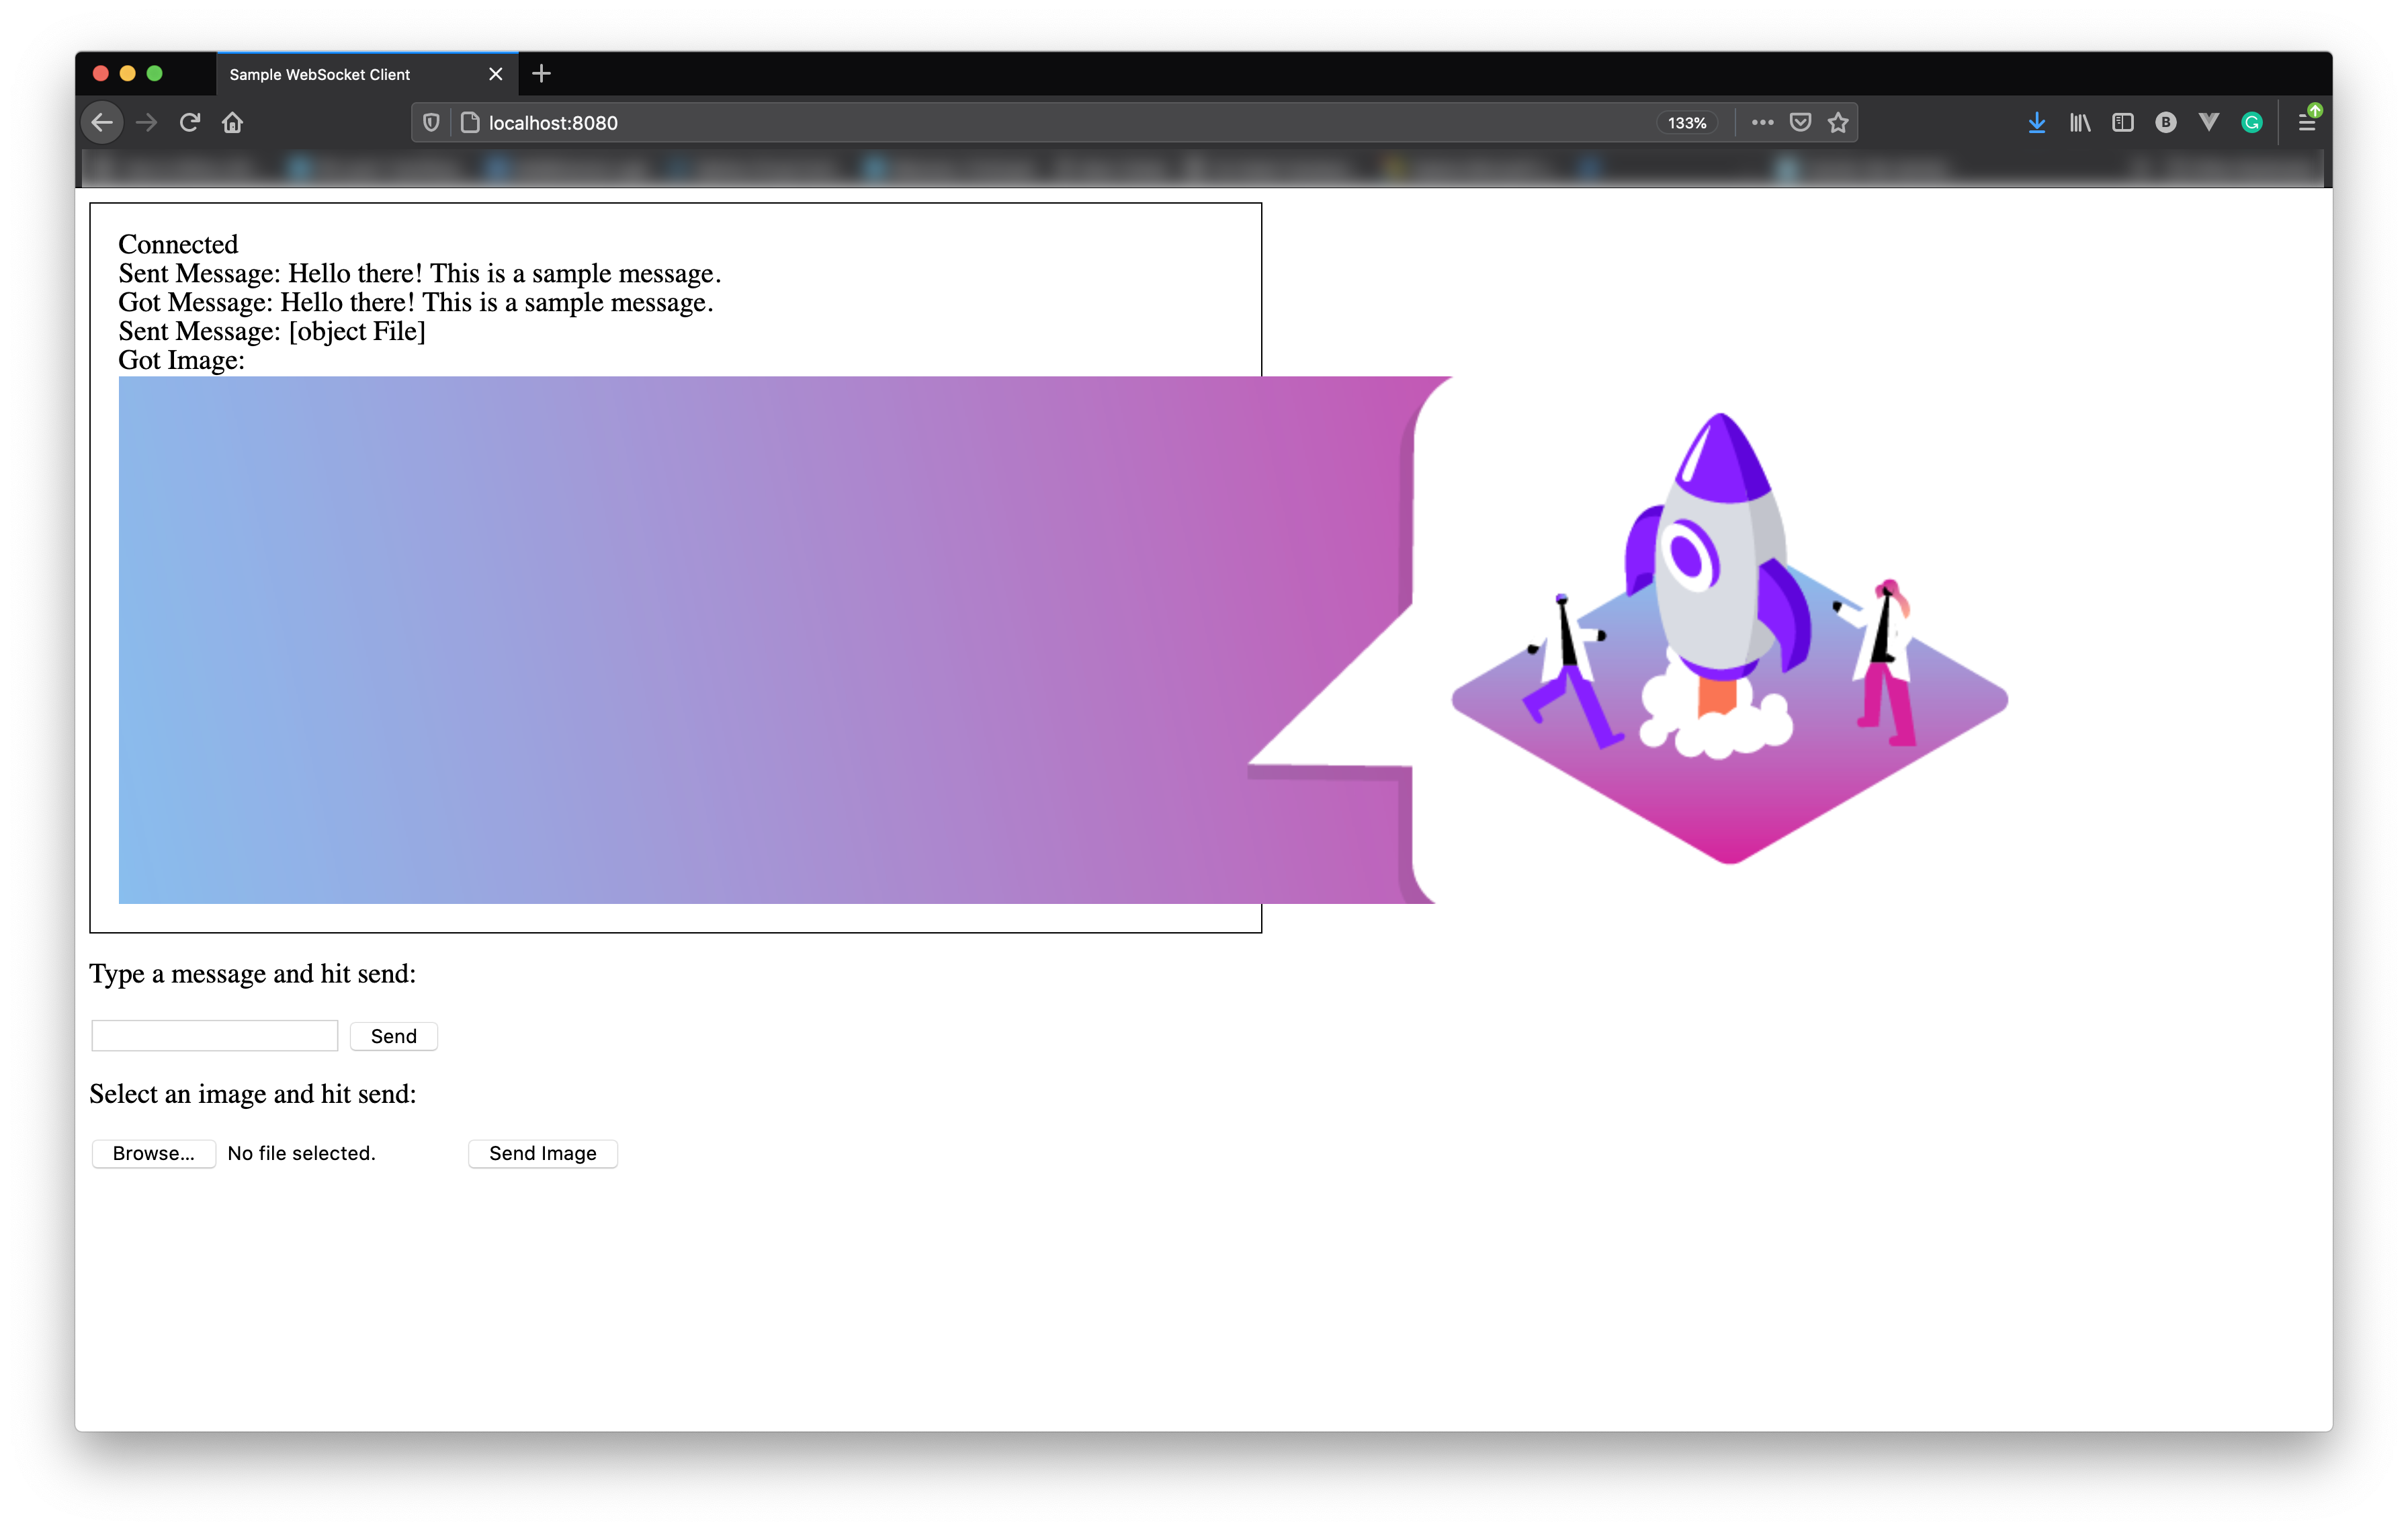 Sample WebSocket Client
localhost:8080
133%
B
G
Connected
Sent Message: Hello there! This is a sample message.
Got Message: Hello there! This is a sample message.
Sent Message: [object File]
Got Image:
Type a message and hit send:
Send
Select an image and hit send:
Browse... No file selected. Send Image